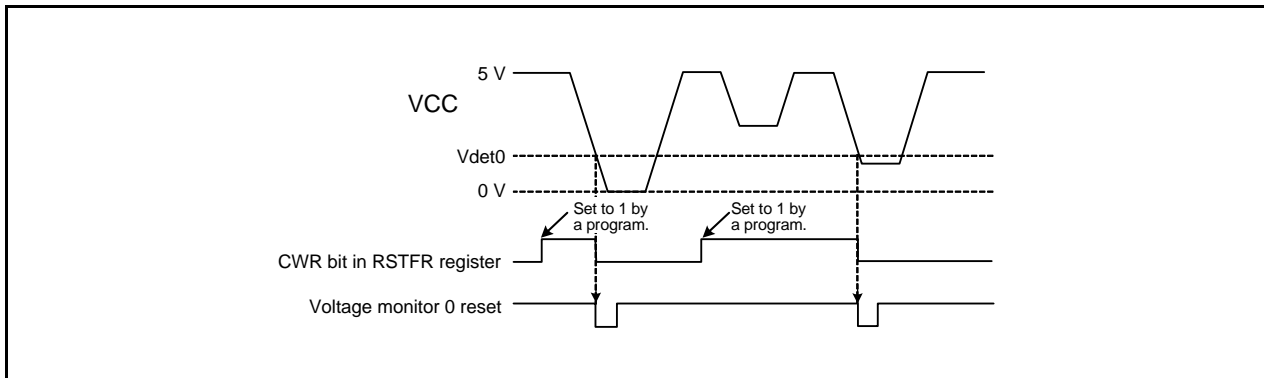 5 V
VCC
Vdet0
0 V
Set to 1 by
a program.
Set to 1 by
a program.
CWR bit in RSTFR register
Voltage monitor 0 reset